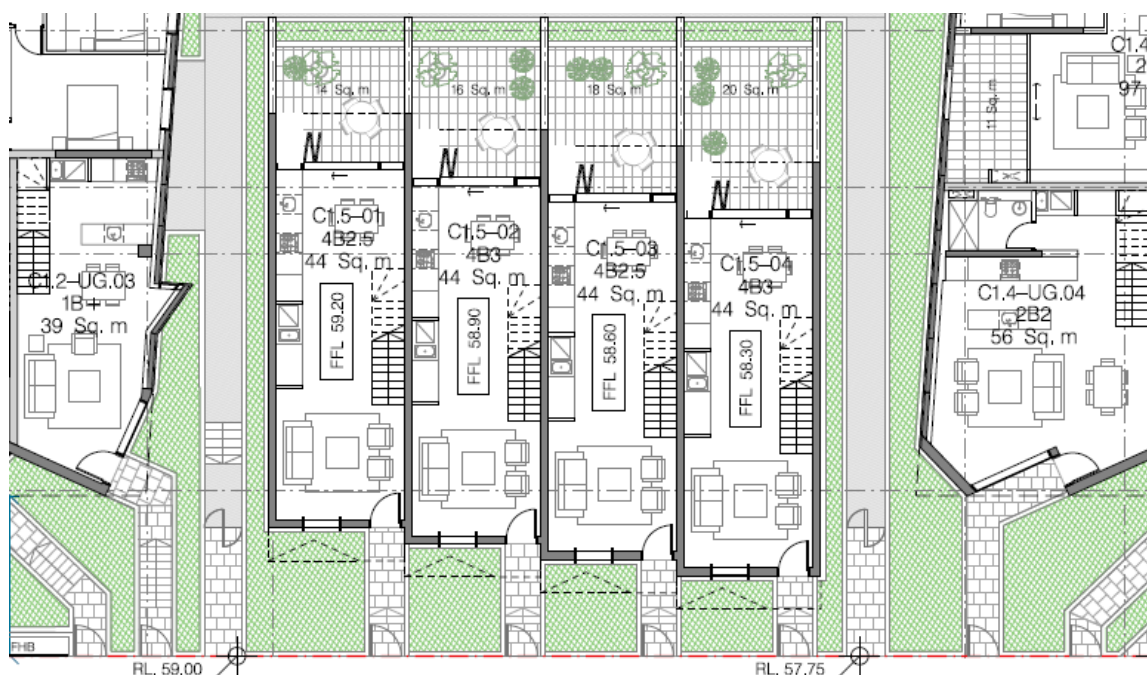 14 Sq. m
16 Sq. m
18 Sq. m
20 Sq. m
11 Sq. m
C1.4
2
97
C1.5-01
4B2.5
44 Sq. m
FFL 59.20
C1.5-02
4B3
44 Sq. m
FFL 58.90
C1.5-03
4B2.5
44 Sq. m
FFL 58.60
C1.5-04
4B3
44 Sq. m
FFL 58.30
C1.2-UG.03
1B+
39 Sq. m
C1.4-UG.04
2B2
56 Sq. m
FHB
RL. 59.00
RL. 57.75